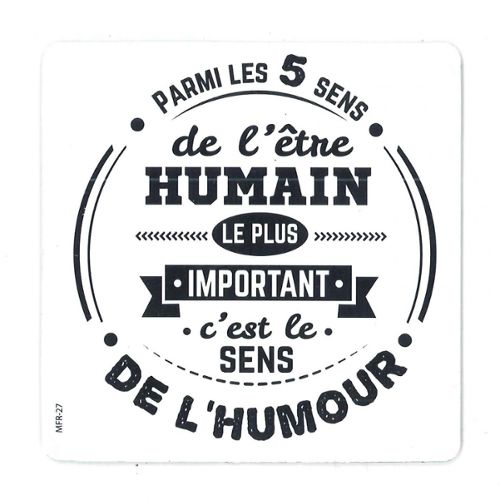 PARMI LES 5 SENS
de l'être
HUMAIN
LE PLUS
IMPORTANT
c'est le
SENS
DE L'HUMOUR
MFR-27